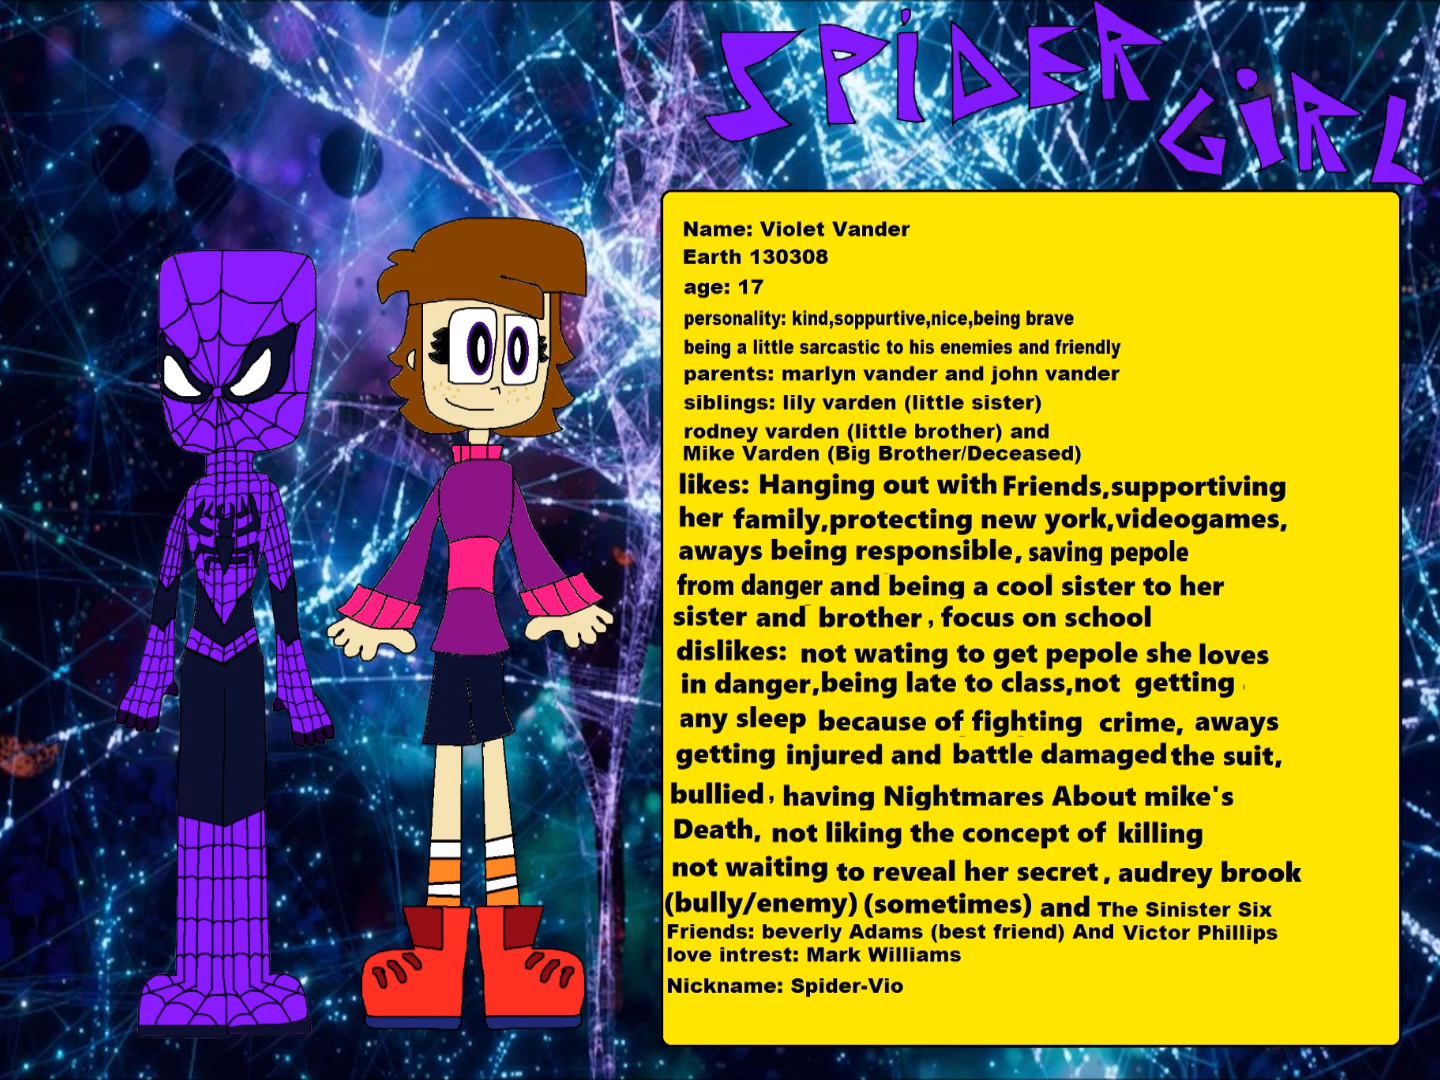 SPiDER
GiRL
Name: Violet Vander
Earth 130308
age: 17
personality: kind,soppurtive,nice,being brave
being a little sarcastic to his enemies and friendly
parents: marlyn vander and john vander
siblings: lily varden (little sister)
rodney varden (little brother) and
Mike Varden (Big Brother/Deceased)
likes: Hanging out with Friends,supportiving
her family,protecting new york,videogames,
aways being responsible, saving pepole
from danger and being a cool sister to her
sister and brother, focus on school
dislikes: not wating to get pepole she loves
in danger,being late to class,not getting
any sleep because of fighting crime, aways
getting injured and battle damaged the suit,
bullied, having Nightmares About mike's
Death, not liking the concept of killing
not waiting to reveal her secret, audrey brook
(bully/enemy) (sometimes) and The Sinister Six
Friends: beverly Adams (best friend) And Victor Phillips
love intrest: Mark Williams
Nickname: Spider-Vio